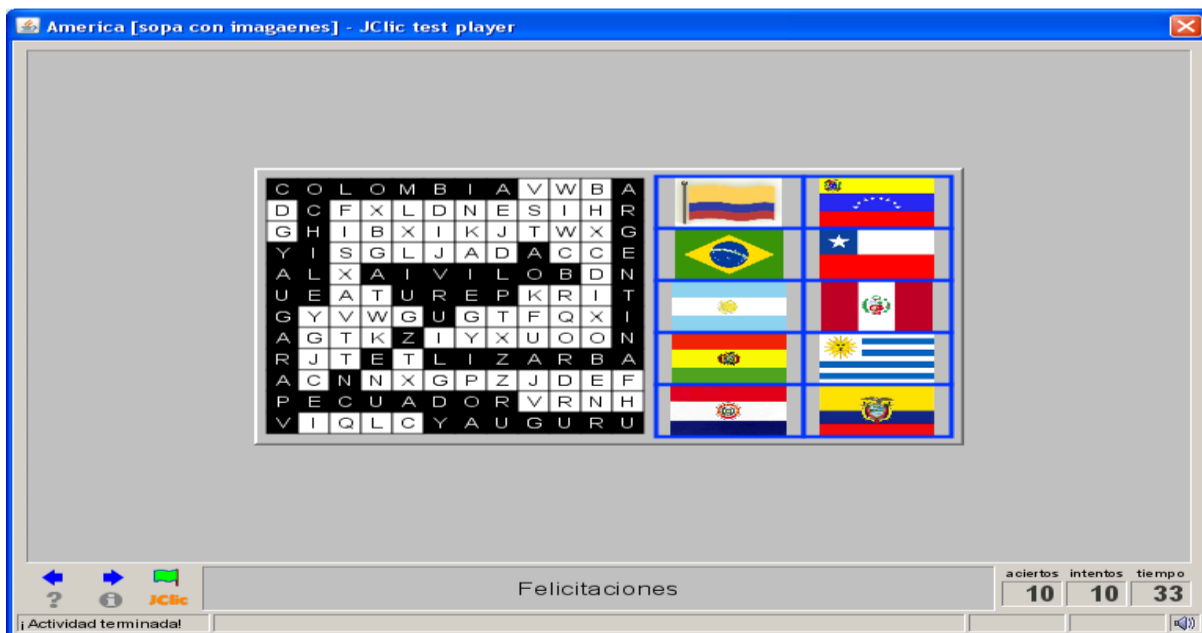 America [sopa con imagaenes] - JClic test player
C O L O M B I A V W B A
D C F X L D N E S I H R
G H I B X I K J T W X G
Y I S G L J A D A C C E
A L X A I V I L O B D N
U E A T U R E P K R I T
G Y V W G U G T F Q X I
A G T K Z I Y X U O O N
R J T E T L I Z A R B A
A C N N X G P Z J D E F
P E C U A D O R V R N H
V I Q L C Y A U G U R U
? i JClic
Felicitaciones
aciertos intentos tiempo
10 10 33
¡Actividad terminada!